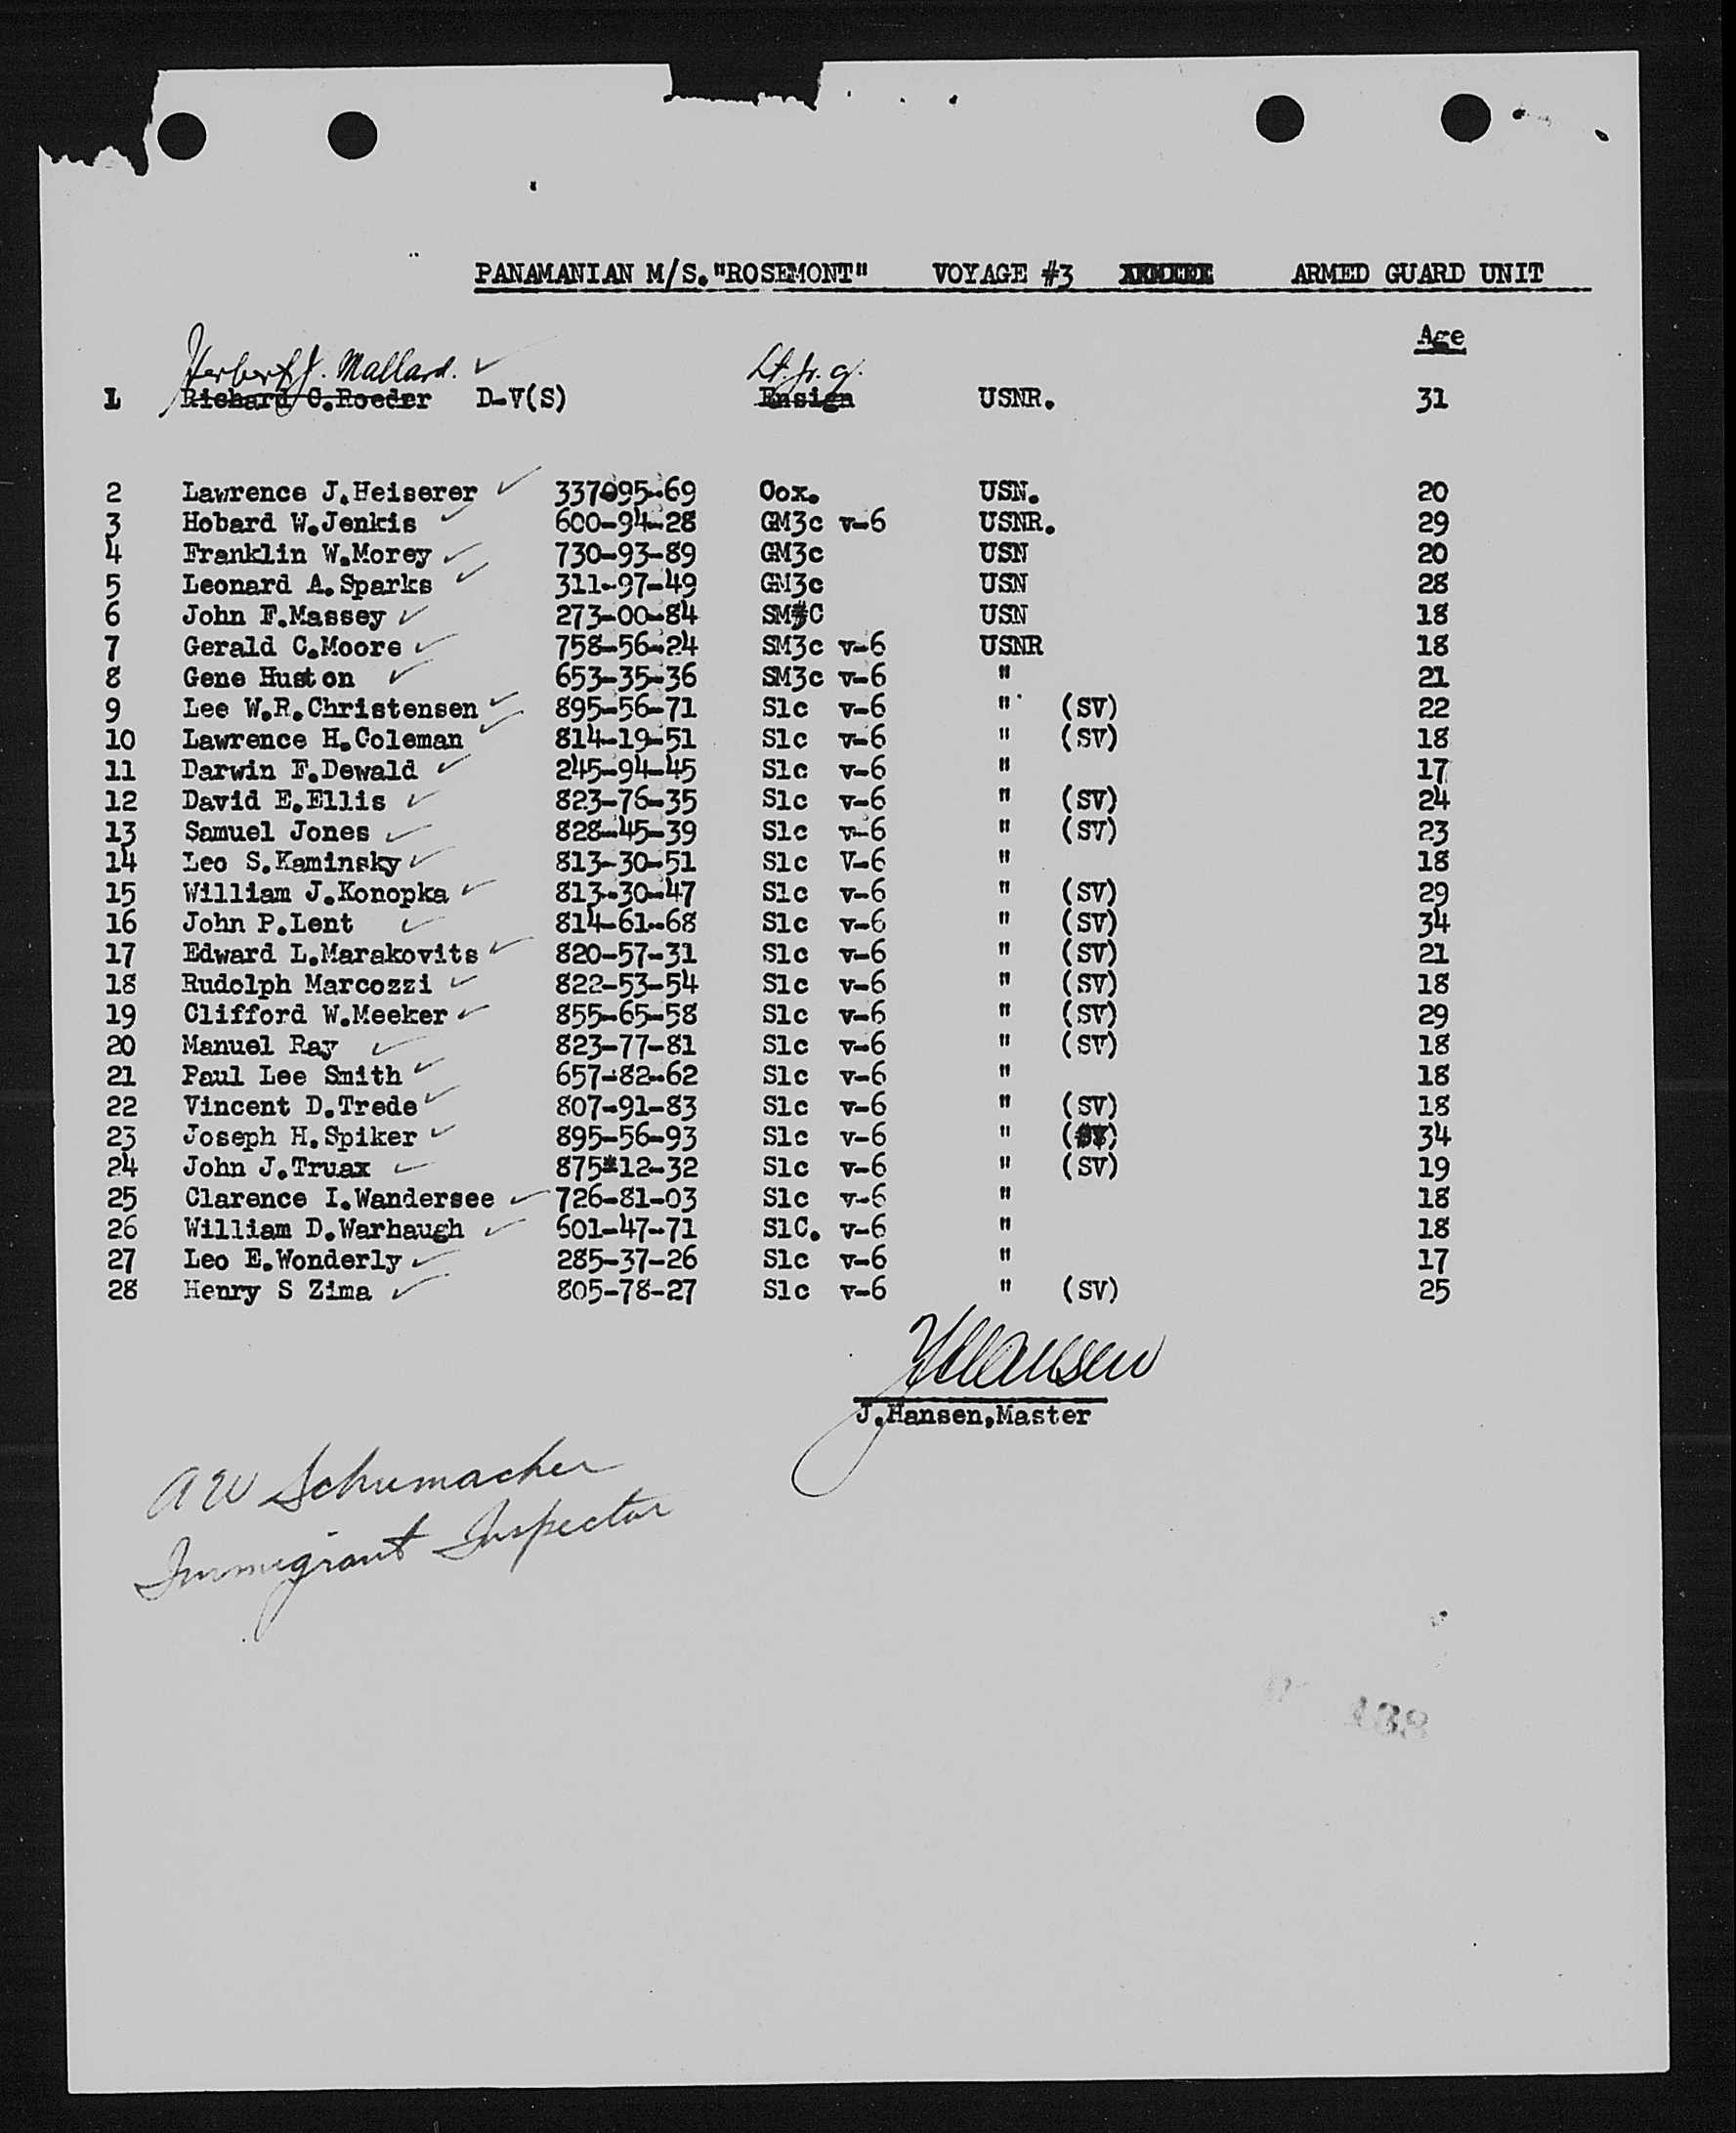 PANAMANIAN M/S."ROSEMONT" VOYAGE #3 ARMED GUARD UNIT
Age
Herbert J. Mallard. ✓ Lt. jr. g.
1 Richard C.Roeder D-V(S) Ensign USNR. 31
2 Lawrence J.Heiserer ✓ 337-095-69 Cox. USN. 20
3 Hobard W.Jenkis ✓ 600-94-28 GM3c v-6 USNR. 29
4 Franklin W.Morey ✓ 730-93-89 GM3c USN 20
5 Leonard A.Sparks ✓ 311-97-49 GM3c USN 28
6 John F.Massey ✓ 273-00-84 SM3C USN 18
7 Gerald C.Moore ✓ 758-56-24 SM3c v-6 USNR 18
8 Gene Huston ✓ 653-35-36 SM3c v-6 " 21
9 Lee W.R.Christensen ✓ 895-56-71 S1c v-6 " (SV) 22
10 Lawrence H.Coleman ✓ 814-19-51 S1c v-6 " (SV) 18
11 Darwin F.Dewald ✓ 245-94-45 S1c v-6 " 17
12 David E.Ellis ✓ 823-76-35 S1c v-6 " (SV) 24
13 Samuel Jones ✓ 828-45-39 S1c v-6 " (SV) 23
14 Leo S.Kaminsky ✓ 813-30-51 S1c V-6 " 18
15 William J.Konopka ✓ 813-30-47 S1c v-6 " (SV) 29
16 John P.Lent ✓ 814-61-68 S1c v-6 " (SV) 34
17 Edward L.Marakovits ✓ 820-57-31 S1c v-6 " (SV) 21
18 Rudolph Marcozzi ✓ 822-53-54 S1c v-6 " (SV) 18
19 Clifford W.Meeker ✓ 855-65-58 S1c v-6 " (SV) 29
20 Manuel Ray ✓ 823-77-81 S1c v-6 " (SV) 18
21 Paul Lee Smith ✓ 657-82-62 S1c v-6 " 18
22 Vincent D.Trede ✓ 807-91-83 S1c v-6 " (SV) 18
23 Joseph H.Spiker ✓ 895-56-93 S1c v-6 " (SV) 34
24 John J.Truax ✓ 875*12-32 S1c v-6 " (SV) 19
25 Clarence I.Wandersee ✓ 726-81-03 S1c v-6 " 18
26 William D.Warhaugh ✓ 601-47-71 S1C. v-6 " 18
27 Leo E.Wonderly ✓ 285-37-26 S1c v-6 " 17
28 Henry S Zima ✓ 805-78-27 S1c v-6 " (SV) 25
J Hansen
J.Hansen,Master
A W Schumacher
Immigrant Inspector
138